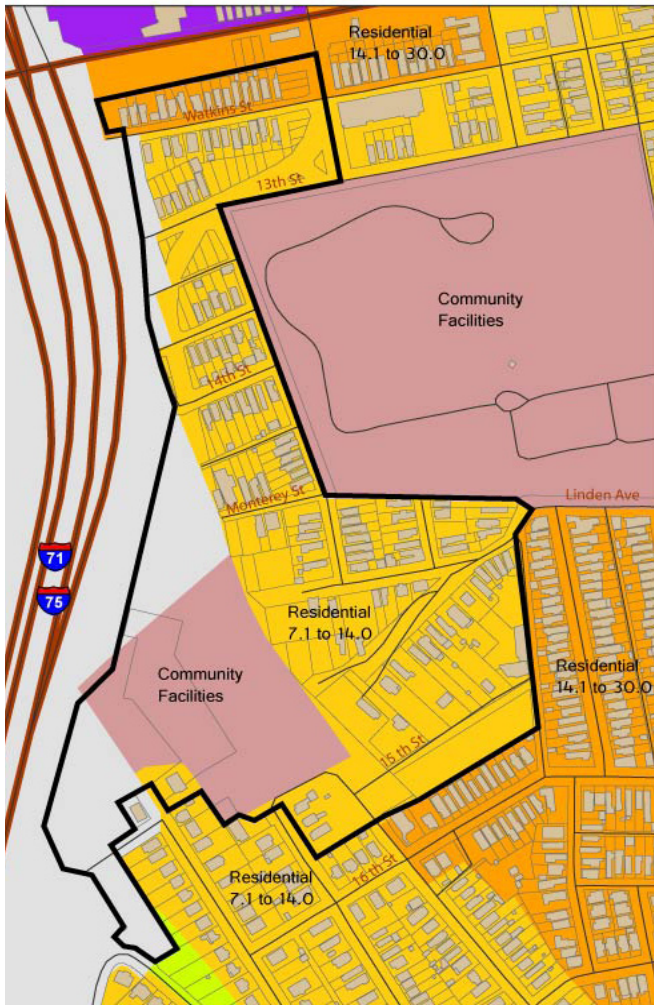 Residential
14.1 to 30.0
Watkins St
13th St
Community
Facilities
14th St
Monterey St
Linden Ave
71
75
Residential
7.1 to 14.0
Community
Facilities
Residential
14.1 to 30.0
15 th St
16th St
Residential
7.1 to 14.0